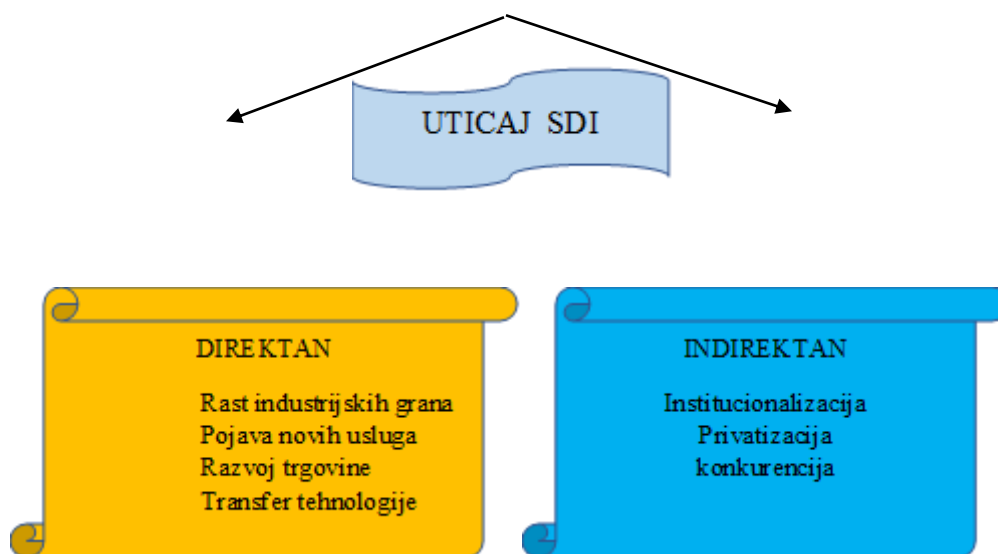 UTICAJ SDI
DIREKTAN
Rast industrijskih grana
Pojava novih usluga
Razvoj trgovine
Transfer tehnologije
INDIREKTAN
Institucionalizacija
Privatizacija
konkurencija